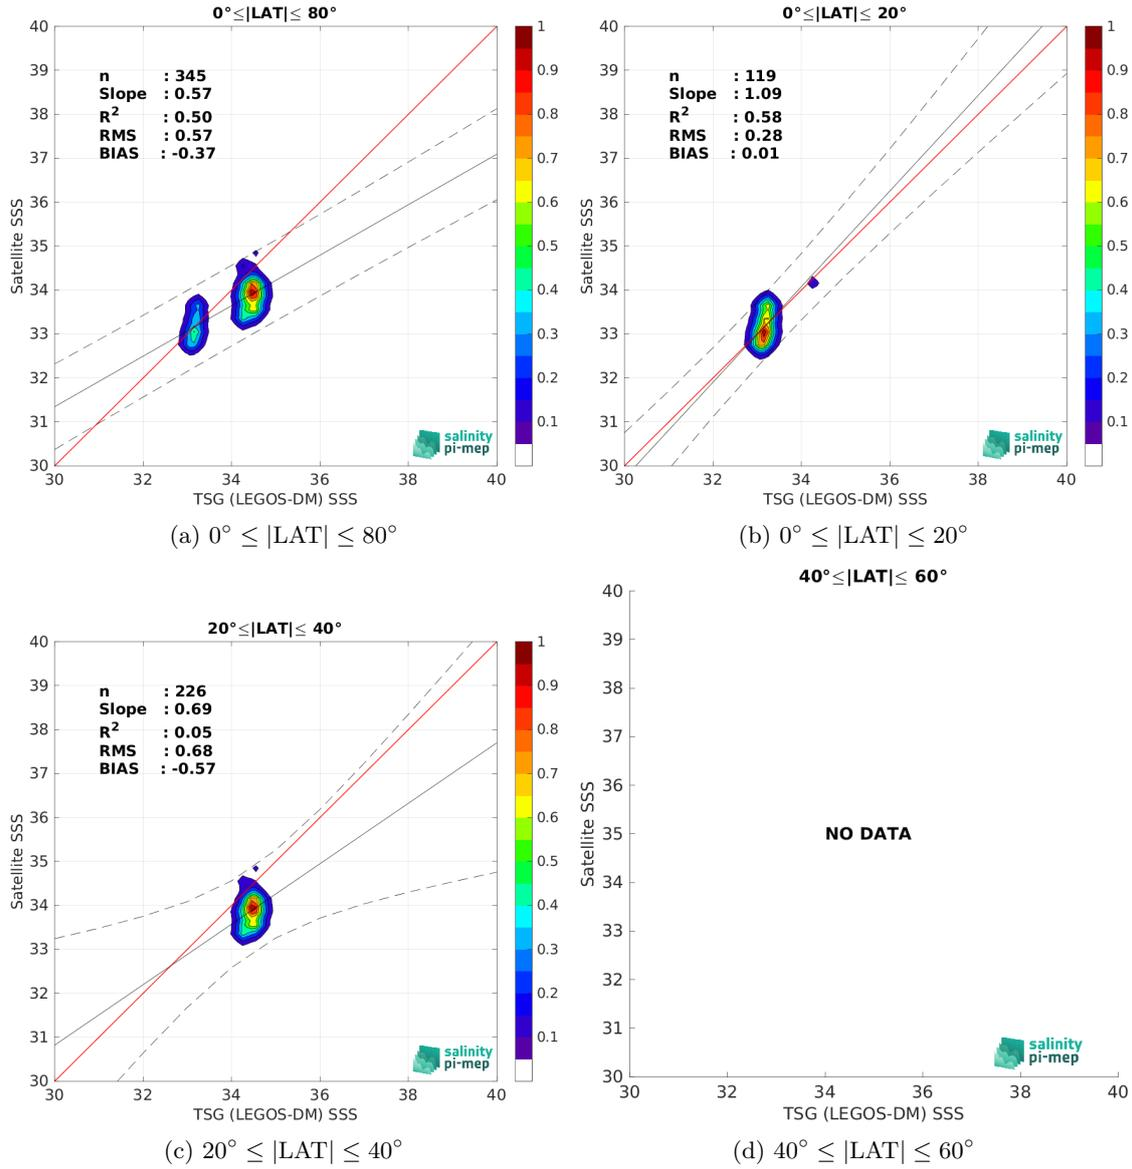 0°≤|LAT|≤ 80°
n : 345
Slope : 0.57
R² : 0.50
RMS : 0.57
BIAS : -0.37
40
39
38
37
36
35
34
33
32
31
30
Satellite SSS
30 32 34 36 38 40
TSG (LEGOS-DM) SSS
1
0.9
0.8
0.7
0.6
0.5
0.4
0.3
0.2
0.1
salinity
pi-mep
(a) 0° ≤ |LAT| ≤ 80°
0°≤|LAT|≤ 20°
n : 119
Slope : 1.09
R² : 0.58
RMS : 0.28
BIAS : 0.01
40
39
38
37
36
35
34
33
32
31
30
Satellite SSS
30 32 34 36 38 40
TSG (LEGOS-DM) SSS
1
0.9
0.8
0.7
0.6
0.5
0.4
0.3
0.2
0.1
salinity
pi-mep
(b) 0° ≤ |LAT| ≤ 20°
20°≤|LAT|≤ 40°
n : 226
Slope : 0.69
R² : 0.05
RMS : 0.68
BIAS : -0.57
40
39
38
37
36
35
34
33
32
31
30
Satellite SSS
30 32 34 36 38 40
TSG (LEGOS-DM) SSS
1
0.9
0.8
0.7
0.6
0.5
0.4
0.3
0.2
0.1
salinity
pi-mep
(c) 20° ≤ |LAT| ≤ 40°
40°≤|LAT|≤ 60°
40
39
38
37
36
35
34
33
32
31
30
Satellite SSS
NO DATA
30 32 34 36 38 40
TSG (LEGOS-DM) SSS
salinity
pi-mep
(d) 40° ≤ |LAT| ≤ 60°